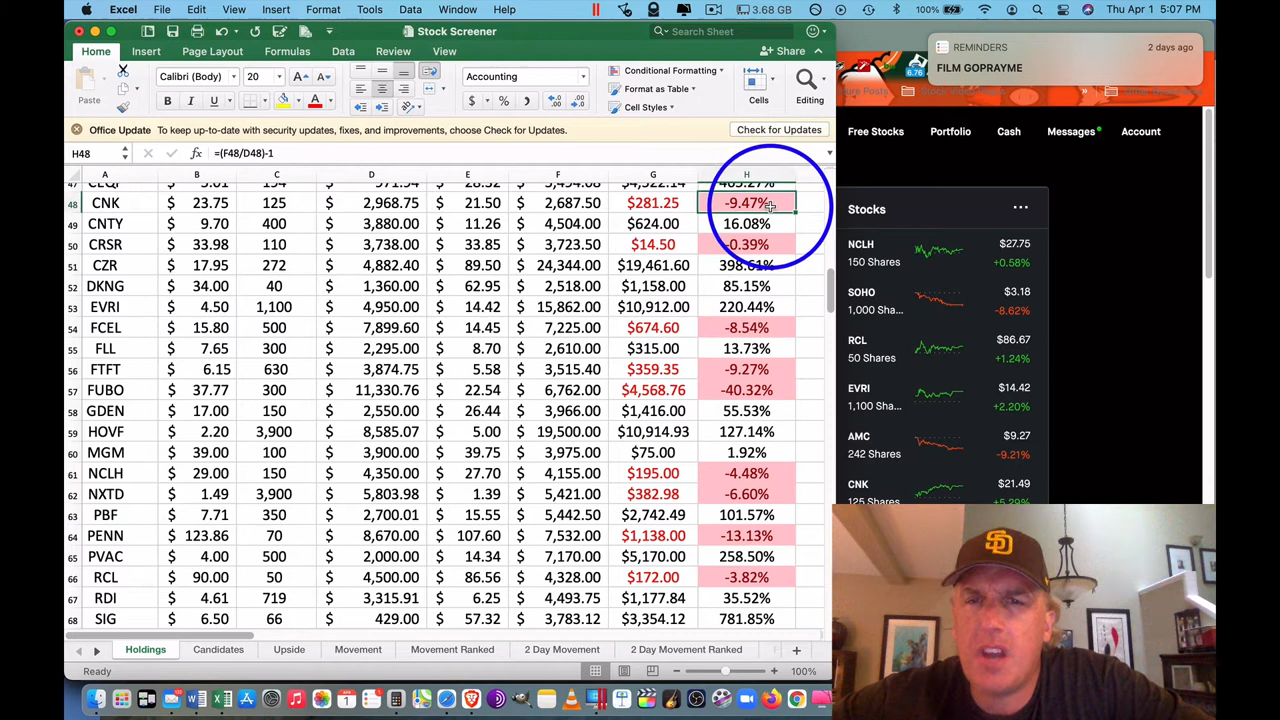 Excel File Edit View Insert Format Tools Data Window Help 3.68 GB 100% Thu Apr 1 5:07 PM
Stock Screener
Search Sheet
Home Insert Page Layout Formulas Data Review View Share
Paste
Calibri (Body) 20
B I U
Accounting
$ % )
Conditional Formatting
Format as Table
Cell Styles
Cells
Editing
Office Update To keep up-to-date with security updates, fixes, and improvements, choose Check for Updates. Check for Updates
H48 fx =(F48/D48)-1
A B C D E F G H
48 CNK $ 23.75 125 $ 2,968.75 $ 21.50 $ 2,687.50 $281.25 -9.47%
49 CNTY $ 9.70 400 $ 3,880.00 $ 11.26 $ 4,504.00 $624.00 16.08%
50 CRSR $ 33.98 110 $ 3,738.00 $ 33.85 $ 3,723.50 $14.50 -0.39%
51 CZR $ 17.95 272 $ 4,882.40 $ 89.50 $ 24,344.00 $19,461.60 398.61%
52 DKNG $ 34.00 40 $ 1,360.00 $ 62.95 $ 2,518.00 $1,158.00 85.15%
53 EVRI $ 4.50 1,100 $ 4,950.00 $ 14.42 $ 15,862.00 $10,912.00 220.44%
54 FCEL $ 15.80 500 $ 7,899.60 $ 14.45 $ 7,225.00 $674.60 -8.54%
55 FLL $ 7.65 300 $ 2,295.00 $ 8.70 $ 2,610.00 $315.00 13.73%
56 FTFT $ 6.15 630 $ 3,874.75 $ 5.58 $ 3,515.40 $359.35 -9.27%
57 FUBO $ 37.77 300 $ 11,330.76 $ 22.54 $ 6,762.00 $4,568.76 -40.32%
58 GDEN $ 17.00 150 $ 2,550.00 $ 26.44 $ 3,966.00 $1,416.00 55.53%
59 HOVF $ 2.20 3,900 $ 8,585.07 $ 5.00 $ 19,500.00 $10,914.93 127.14%
60 MGM $ 39.00 100 $ 3,900.00 $ 39.75 $ 3,975.00 $75.00 1.92%
61 NCLH $ 29.00 150 $ 4,350.00 $ 27.70 $ 4,155.00 $195.00 -4.48%
62 NXTD $ 1.49 3,900 $ 5,803.98 $ 1.39 $ 5,421.00 $382.98 -6.60%
63 PBF $ 7.71 350 $ 2,700.01 $ 15.55 $ 5,442.50 $2,742.49 101.57%
64 PENN $ 123.86 70 $ 8,670.00 $ 107.60 $ 7,532.00 $1,138.00 -13.13%
65 PVAC $ 4.00 500 $ 2,000.00 $ 14.34 $ 7,170.00 $5,170.00 258.50%
66 RCL $ 90.00 50 $ 4,500.00 $ 86.56 $ 4,328.00 $172.00 -3.82%
67 RDI $ 4.61 719 $ 3,315.91 $ 6.25 $ 4,493.75 $1,177.84 35.52%
68 SIG $ 6.50 66 $ 429.00 $ 57.32 $ 3,783.12 $3,354.12 781.85%
Holdings Candidates Upside Movement Movement Ranked 2 Day Movement 2 Day Movement Ranked
Ready 100%
REMINDERS 2 days ago
FILM GOPRAYME
6.76
Free Stocks Portfolio Cash Messages Account
Stocks
NCLH $27.75
150 Shares +0.58%
SOHO $3.18
1,000 Sha... -8.62%
RCL $86.67
50 Shares +1.24%
EVRI $14.42
1,100 Sha... +2.20%
AMC $9.27
242 Shares -9.21%
CNK $21.49
125 Shares +5.29%
SD